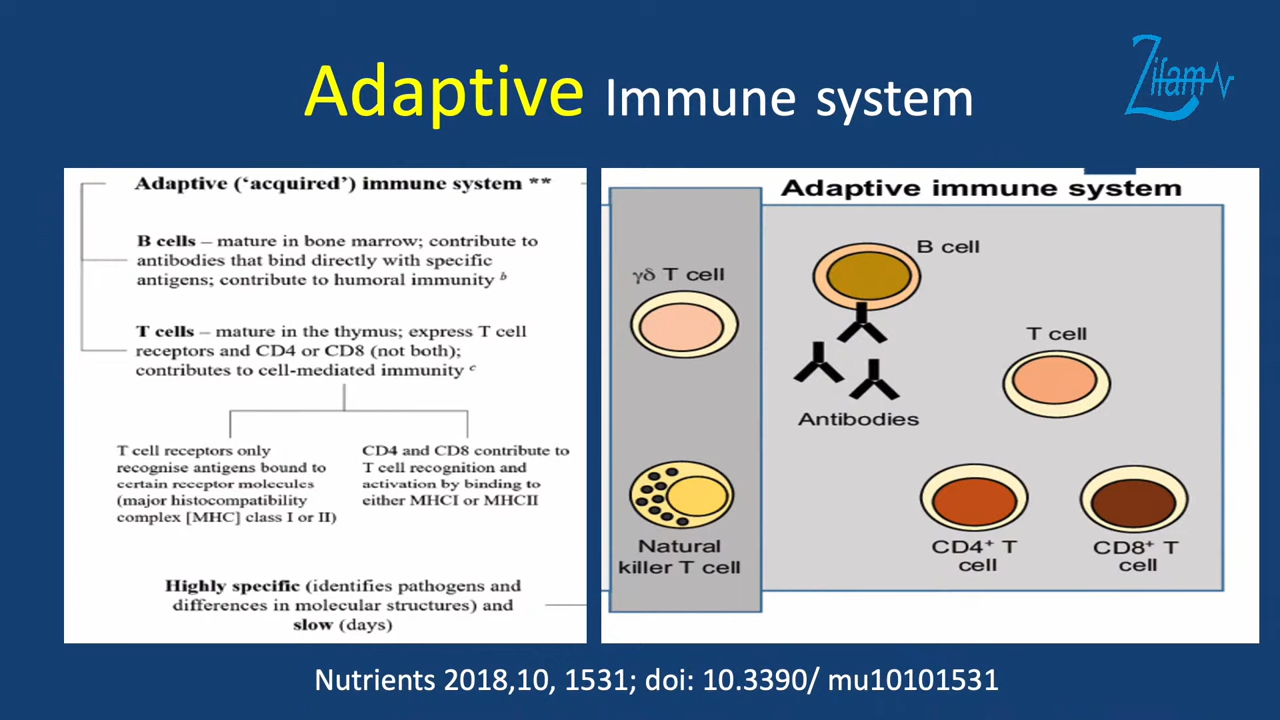 Adaptive Immune system
Zifam
Adaptive (‘acquired’) immune system **
B cells – mature in bone marrow; contribute to
antibodies that bind directly with specific
antigens; contribute to humoral immunity b
T cells – mature in the thymus; express T cell
receptors and CD4 or CD8 (not both);
contributes to cell-mediated immunity c
T cell receptors only
recognise antigens bound to
certain receptor molecules
(major histocompatibility
complex [MHC] class I or II)
CD4 and CD8 contribute to
T cell recognition and
activation by binding to
either MHCI or MHCII
Highly specific (identifies pathogens and
differences in molecular structures) and
slow (days)
Adaptive immune system
γδ T cell
Natural
killer T cell
B cell
Antibodies
T cell
CD4+ T
cell
CD8+ T
cell
Nutrients 2018,10, 1531; doi: 10.3390/ mu10101531